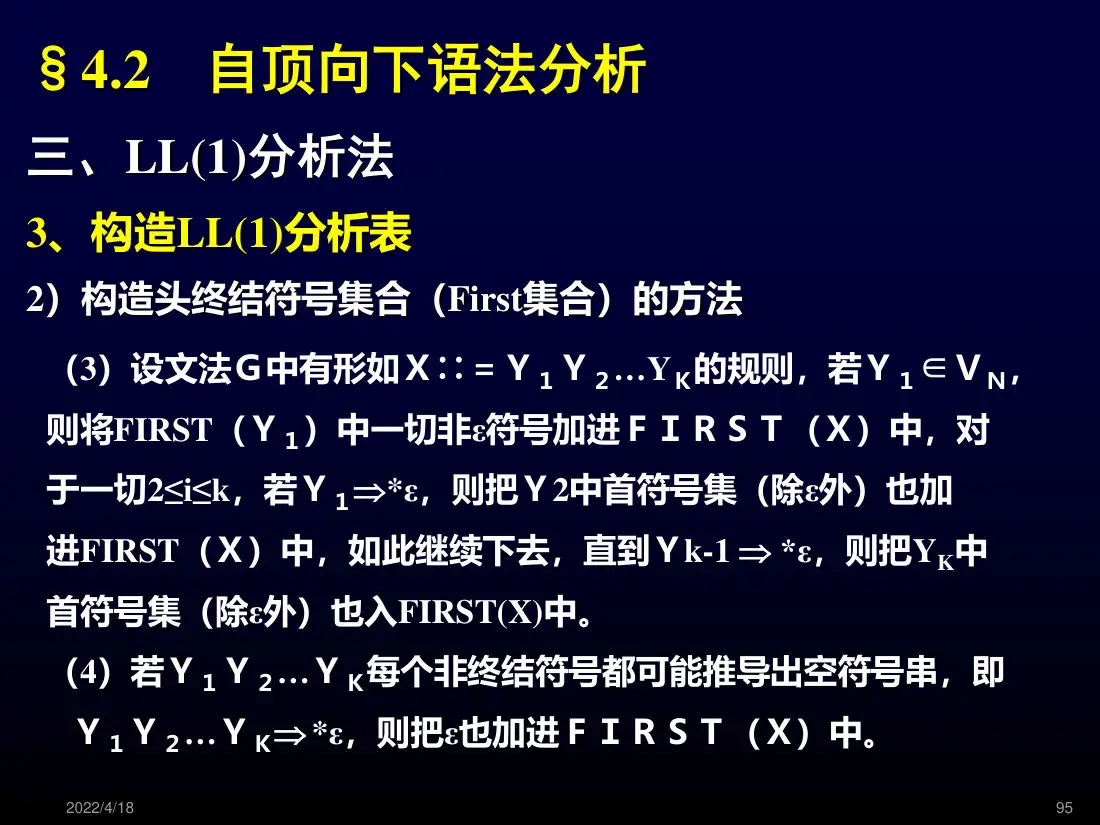 §4.2 自顶向下语法分析
三、LL(1)分析法
3、构造LL(1)分析表
2）构造头终结符号集合（First集合）的方法
（3）设文法G中有形如X∷=Y1Y2…YK的规则，若Y1∈VN，
则将FIRST（Y1）中一切非ε符号加进FIRST（X）中，对
于一切2≤i≤k，若Y1⇒*ε，则把Y2中首符号集（除ε外）也加
进FIRST（X）中，如此继续下去，直到Yk-1⇒*ε，则把YK中
首符号集（除ε外）也入FIRST(X)中。
（4）若Y1Y2…YK每个非终结符号都可能推导出空符号串，即
Y1Y2…YK⇒*ε，则把ε也加进FIRST（X）中。
2022/4/18
95